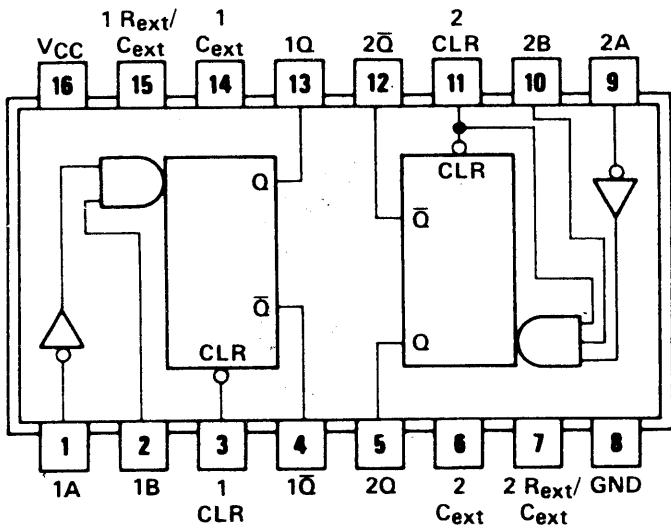 1 Rext/ 1 2
VCC Cext Cext 1Q 2Q̅ CLR 2B 2A
16 15 14 13 12 11 10 9
CLR
Q Q̅
Q̅ Q
CLR
1 2 3 4 5 6 7 8
1A 1B 1 1Q̅ 2Q 2 2 Rext/ GND
CLR Cext Cext